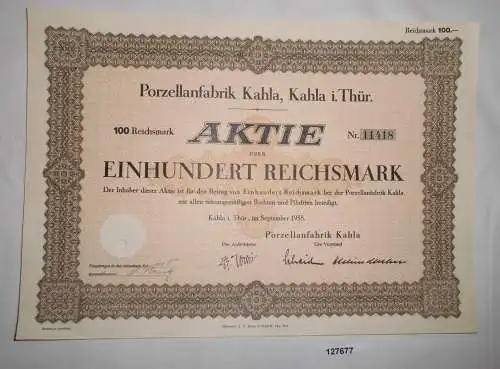 Reichsmark 100.—
Porzellanfabrik Kahla, Kahla i. Thür.
100 Reichsmark AKTIE Nr. 11418
ÜBER
EINHUNDERT REICHSMARK
Der Inhaber dieser Aktie ist für den Betrag von Einhundert Reichsmark bei der Porzellanfabrik Kahla
mit allen satzungsmäßigen Rechten und Pflichten beteiligt.
Kahla i. Thür., im September 1935.
Porzellanfabrik Kahla
Der Aufsichtsrat Der Vorstand
127677